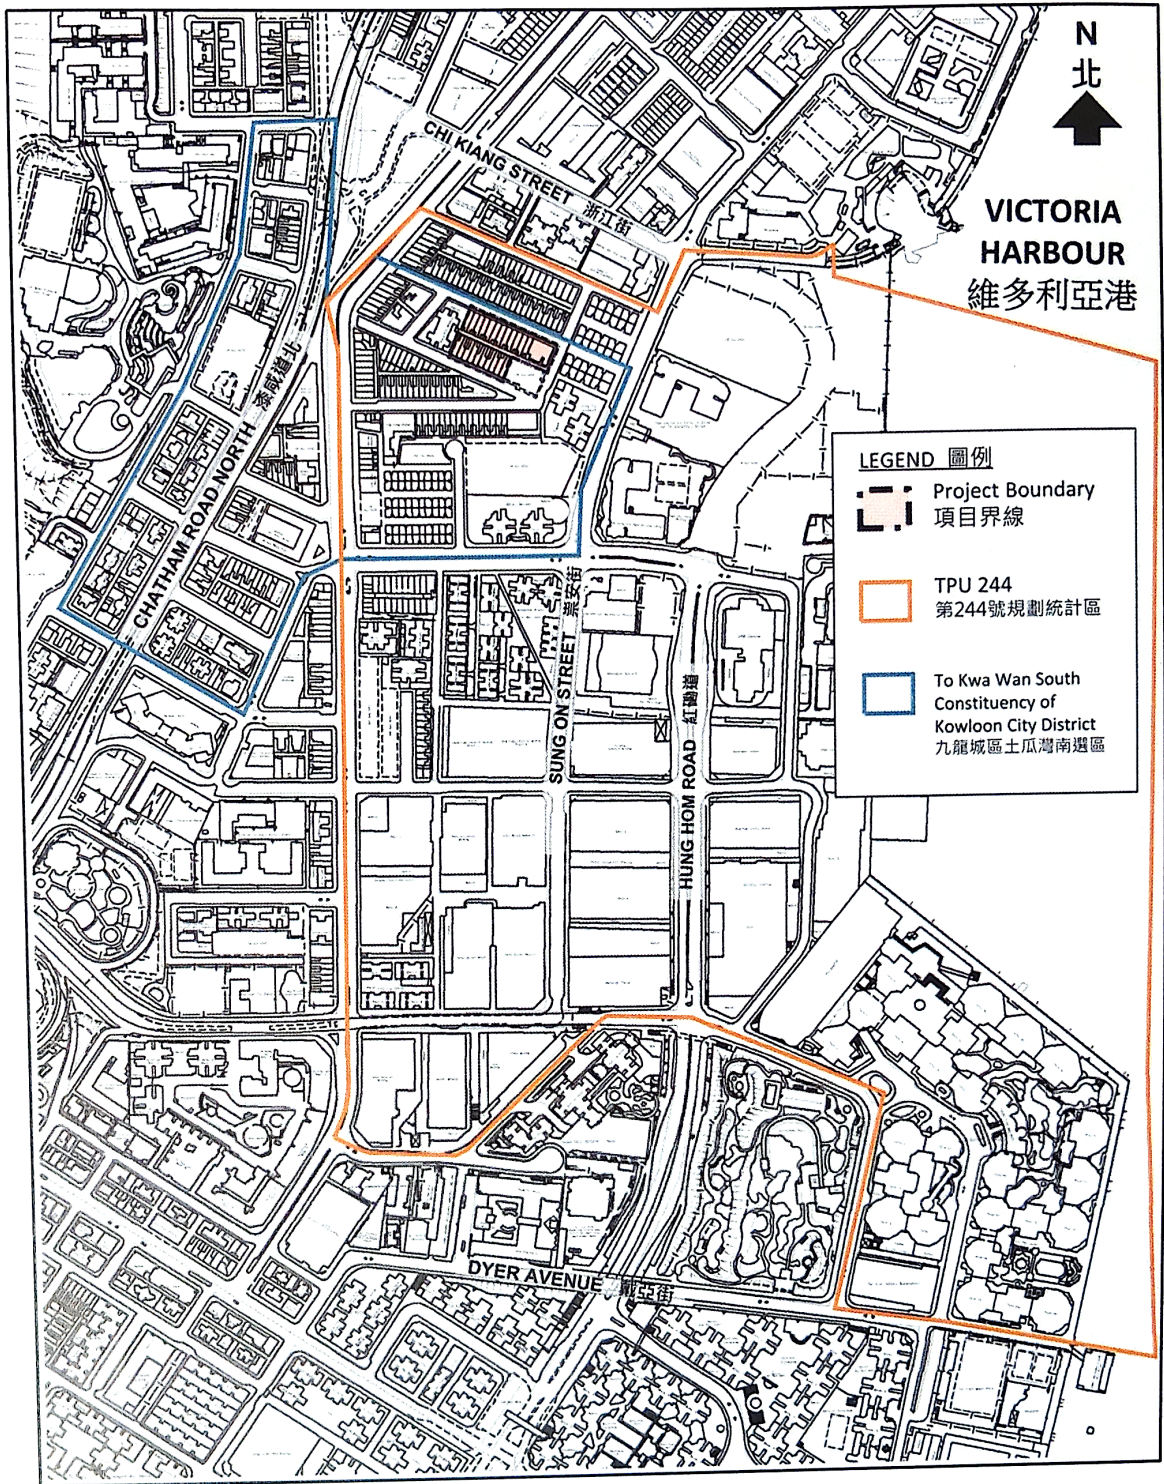 N
北
VICTORIA
HARBOUR
維多利亞港
CHI KIANG STREET 浙江街
CHATHAM ROAD NORTH 漆咸道北
LEGEND 圖例
Project Boundary
項目界線
TPU 244
第244號規劃統計區
To Kwa Wan South
Constituency of
Kowloon City District
九龍城區土瓜灣南選區
SUNG ON STREET 崇安街
HUNG HOM ROAD 紅磡道
DYER AVENUE 戴亞街